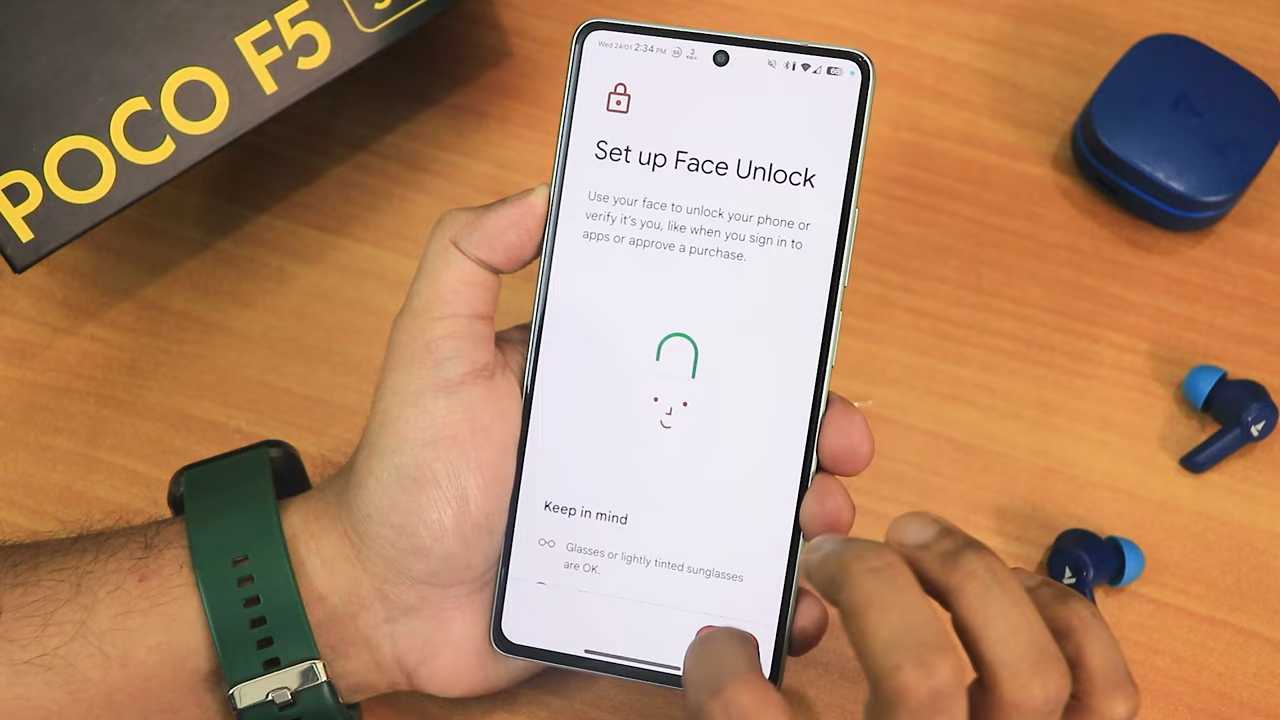 POCO F5
Wed 24/01 2:34 PM
Set up Face Unlock
Use your face to unlock your phone or
verify it's you, like when you sign in to
apps or approve a purchase.
Keep in mind
Glasses or lightly tinted sunglasses
are OK.